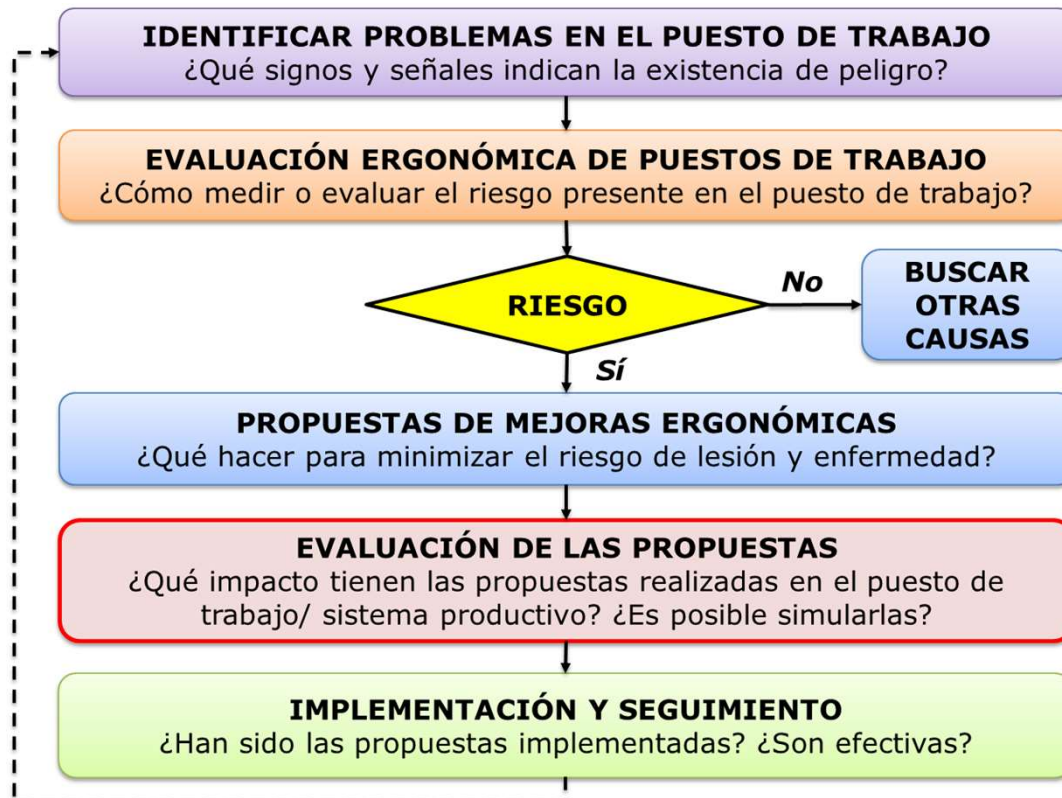 IDENTIFICAR PROBLEMAS EN EL PUESTO DE TRABAJO
¿Qué signos y señales indican la existencia de peligro?
EVALUACIÓN ERGONÓMICA DE PUESTOS DE TRABAJO
¿Cómo medir o evaluar el riesgo presente en el puesto de trabajo?
RIESGO
No
BUSCAR
OTRAS
CAUSAS
Sí
PROPUESTAS DE MEJORAS ERGONÓMICAS
¿Qué hacer para minimizar el riesgo de lesión y enfermedad?
EVALUACIÓN DE LAS PROPUESTAS
¿Qué impacto tienen las propuestas realizadas en el puesto de
trabajo/ sistema productivo? ¿Es posible simularlas?
IMPLEMENTACIÓN Y SEGUIMIENTO
¿Han sido las propuestas implementadas? ¿Son efectivas?